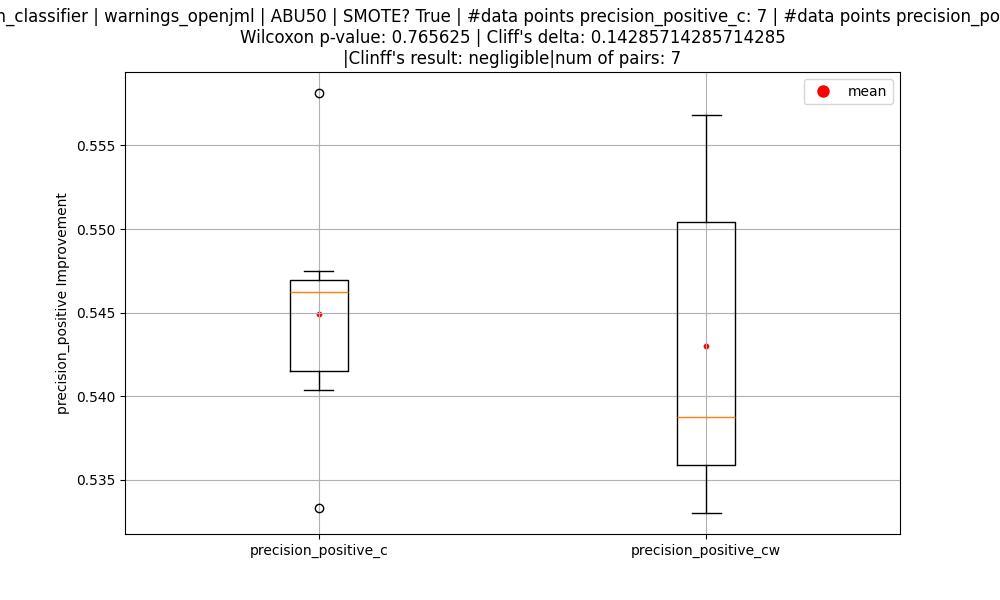 _classifier | warnings_openjml | ABU50 | SMOTE? True | #data points precision_positive_c: 7 | #data points
Wilcoxon p-value: 0.765625 | Cliff's delta: 0.14285714285714285
|Clinff's result: negligible|num of pairs: 7
mean
0.555
0.550
0.545
0.540
0.535
precision_positive Improvement
precision_positive_c
precision_positive_cw